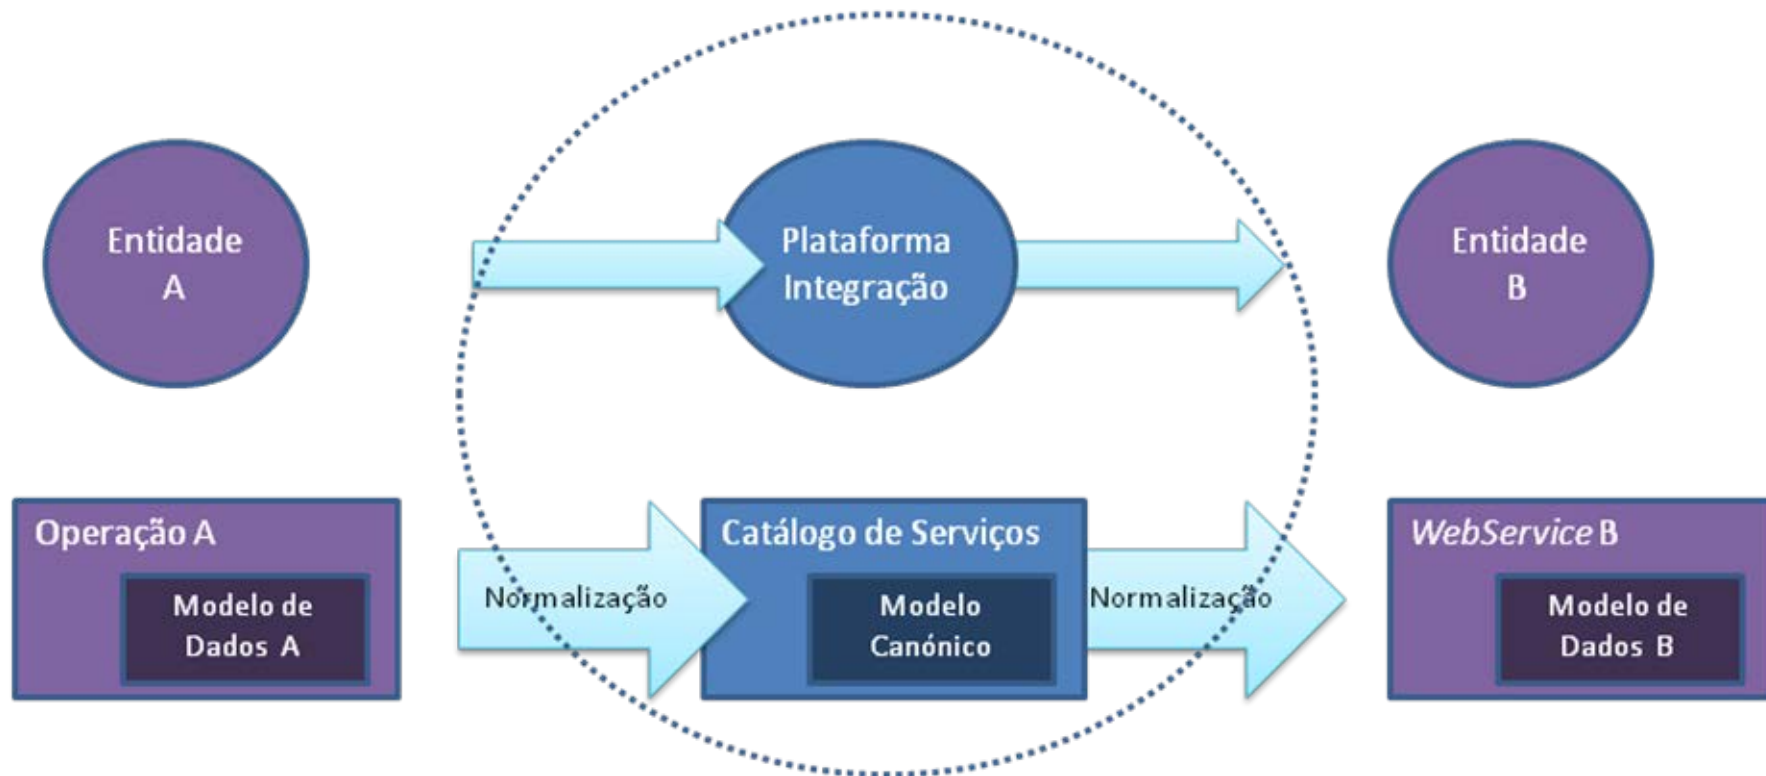 Entidade
A
Plataforma
Integração
Entidade
B
Operação A
Modelo de
Dados A
Normalização
Catálogo de Serviços
Modelo
Canónico
Normalização
WebService B
Modelo de
Dados B